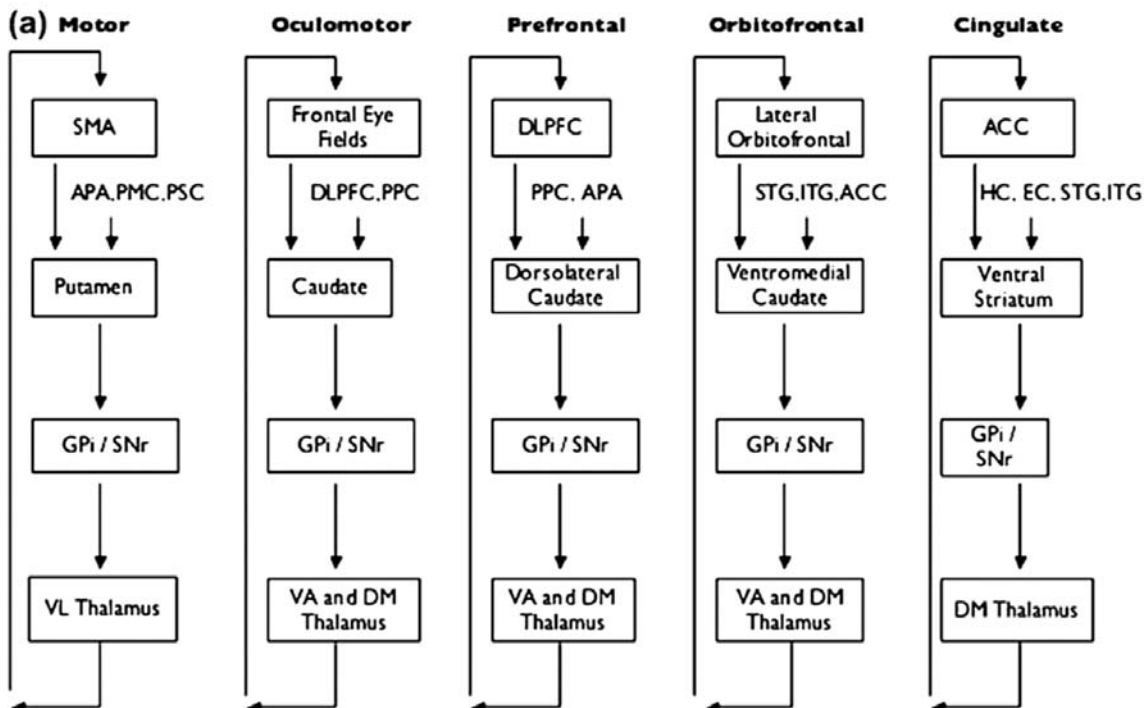 (a) Motor
SMA
APA,PMC,PSC
Putamen
GPi / SNr
VL Thalamus
Oculomotor
Frontal Eye
Fields
DLPFC,PPC
Caudate
GPi / SNr
VA and DM
Thalamus
Prefrontal
DLPFC
PPC, APA
Dorsolateral
Caudate
GPi / SNr
VA and DM
Thalamus
Orbitofrontal
Lateral
Orbitofrontal
STG,ITG,ACC
Ventromedial
Caudate
GPi / SNr
VA and DM
Thalamus
Cingulate
ACC
HC, EC, STG,ITG
Ventral
Striatum
GPi /
SNr
DM Thalamus